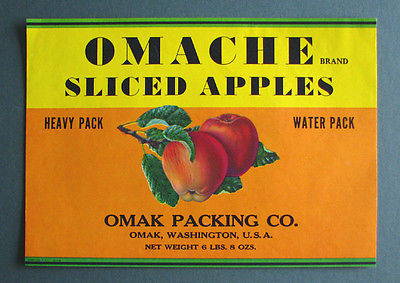 OMACHE BRAND
SLICED APPLES
HEAVY PACK WATER PACK
OMAK PACKING CO.
OMAK, WASHINGTON, U.S.A.
NET WEIGHT 6 LBS. 8 OZS.